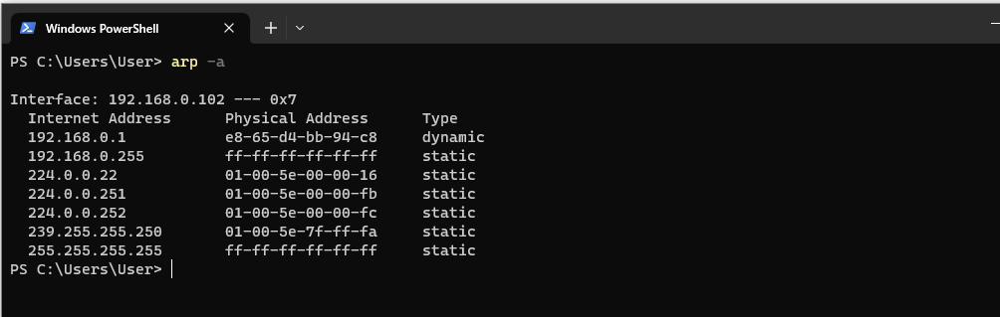 Windows PowerShell
PS C:\Users\User> arp -a
Interface: 192.168.0.102 --- 0x7
Internet Address Physical Address Type
192.168.0.1 e8-65-d4-bb-94-c8 dynamic
192.168.0.255 ff-ff-ff-ff-ff-ff static
224.0.0.22 01-00-5e-00-00-16 static
224.0.0.251 01-00-5e-00-00-fb static
224.0.0.252 01-00-5e-00-00-fc static
239.255.255.250 01-00-5e-7f-ff-fa static
255.255.255.255 ff-ff-ff-ff-ff-ff static
PS C:\Users\User>